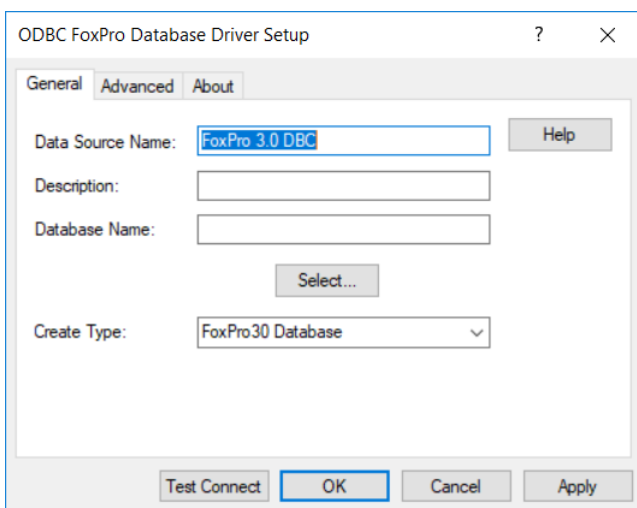 ODBC FoxPro Database Driver Setup ?
General Advanced About
Data Source Name: FoxPro 3.0 DBC Help
Description:
Database Name:
Select...
Create Type: FoxPro30 Database
Test Connect OK Cancel Apply